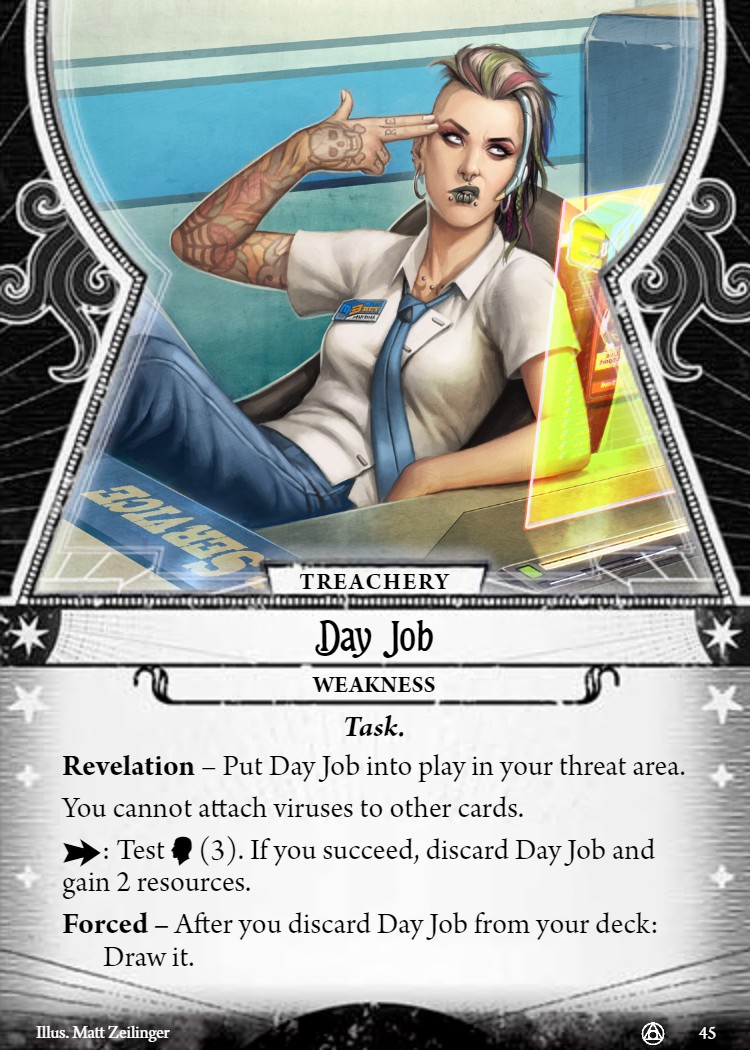 RE
E
SERVICE
TREACHERY
Day Job
WEAKNESS
Task.
Revelation – Put Day Job into play in your threat area.
You cannot attach viruses to other cards.
: Test (3). If you succeed, discard Day Job and
gain 2 resources.
Forced – After you discard Day Job from your deck:
Draw it.
Illus. Matt Zeilinger
45